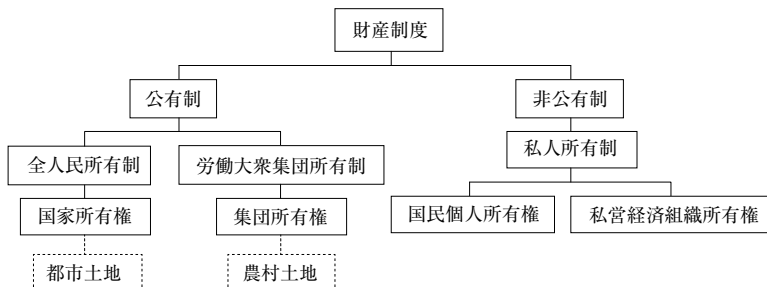 財産制度
公有制
非公有制
全人民所有制
労働大衆集団所有制
私人所有制
国家所有権
集団所有権
国民個人所有権
私営経済組織所有権
都市土地
農村土地